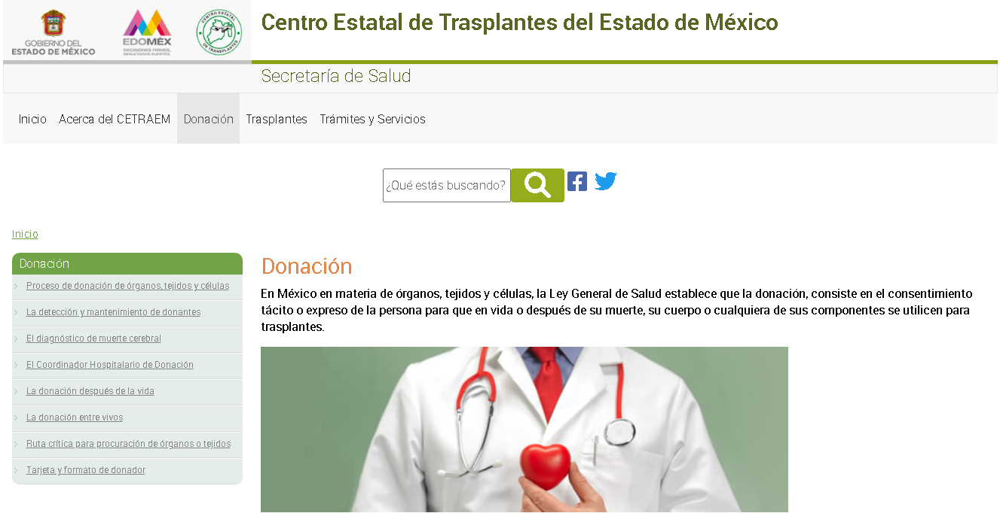 GOBIERNO DEL
ESTADO DE MÉXICO
EDOMÉX
DECISIONES FIRMES,
RESULTADOS FUERTES.
CENTRO ESTATAL
DE TRASPLANTES
Centro Estatal de Trasplantes del Estado de México
Secretaría de Salud
Inicio
Acerca del CETRAEM
Donación
Trasplantes
Trámites y Servicios
¿Qué estás buscando?
Inicio
Donación
Proceso de donación de órganos, tejidos y células
La detección y mantenimiento de donantes
El diagnóstico de muerte cerebral
El Coordinador Hospitalario de Donación
La donación después de la vida
La donación entre vivos
Ruta crítica para procuración de órganos o tejidos
Tarjeta y formato de donador
Donación
En México en materia de órganos, tejidos y células, la Ley General de Salud establece que la donación, consiste en el consentimiento
tácito o expreso de la persona para que en vida o después de su muerte, su cuerpo o cualquiera de sus componentes se utilicen para
trasplantes.